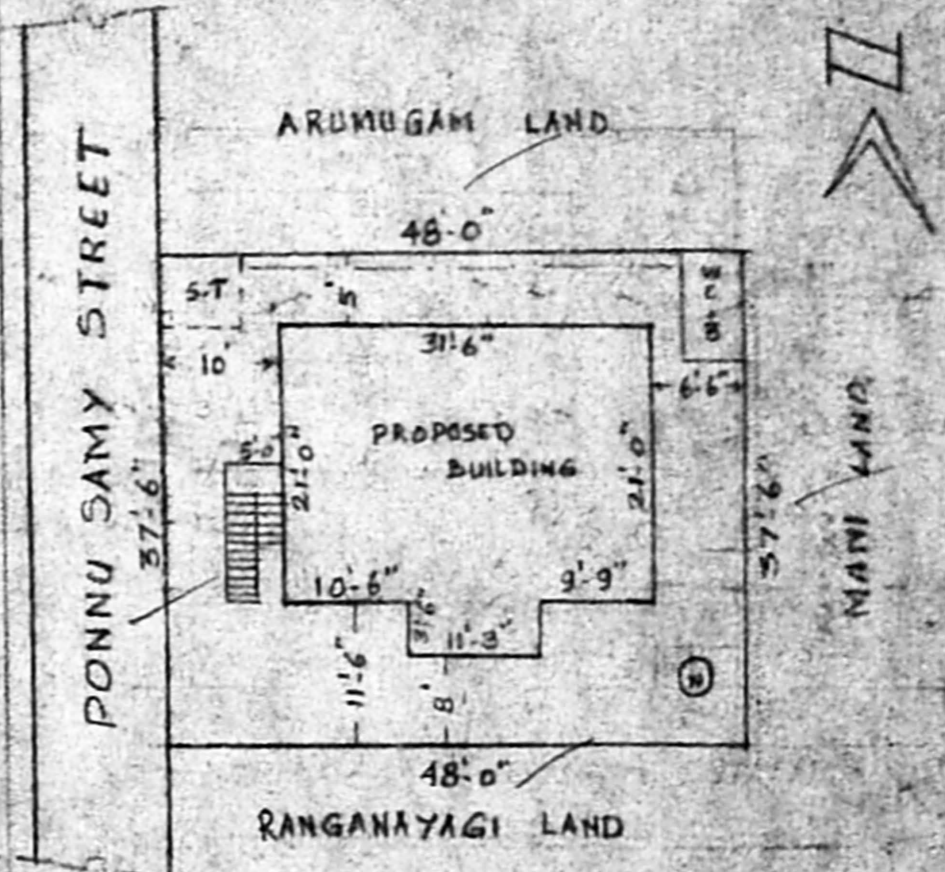 ARUMUGAM LAND
48'-0"
PONNU SAMY STREET
S.T
31'-6"
10'
6'-6"
PROPOSED
BUILDING
5'-0"
21'-0"
21'-0"
37'-6"
37'-6"
MANI LAND
10'-6"
9'-9"
3'-6"
11'-3"
11'-6"
8'
48'-0"
RANGANAYAGI LAND